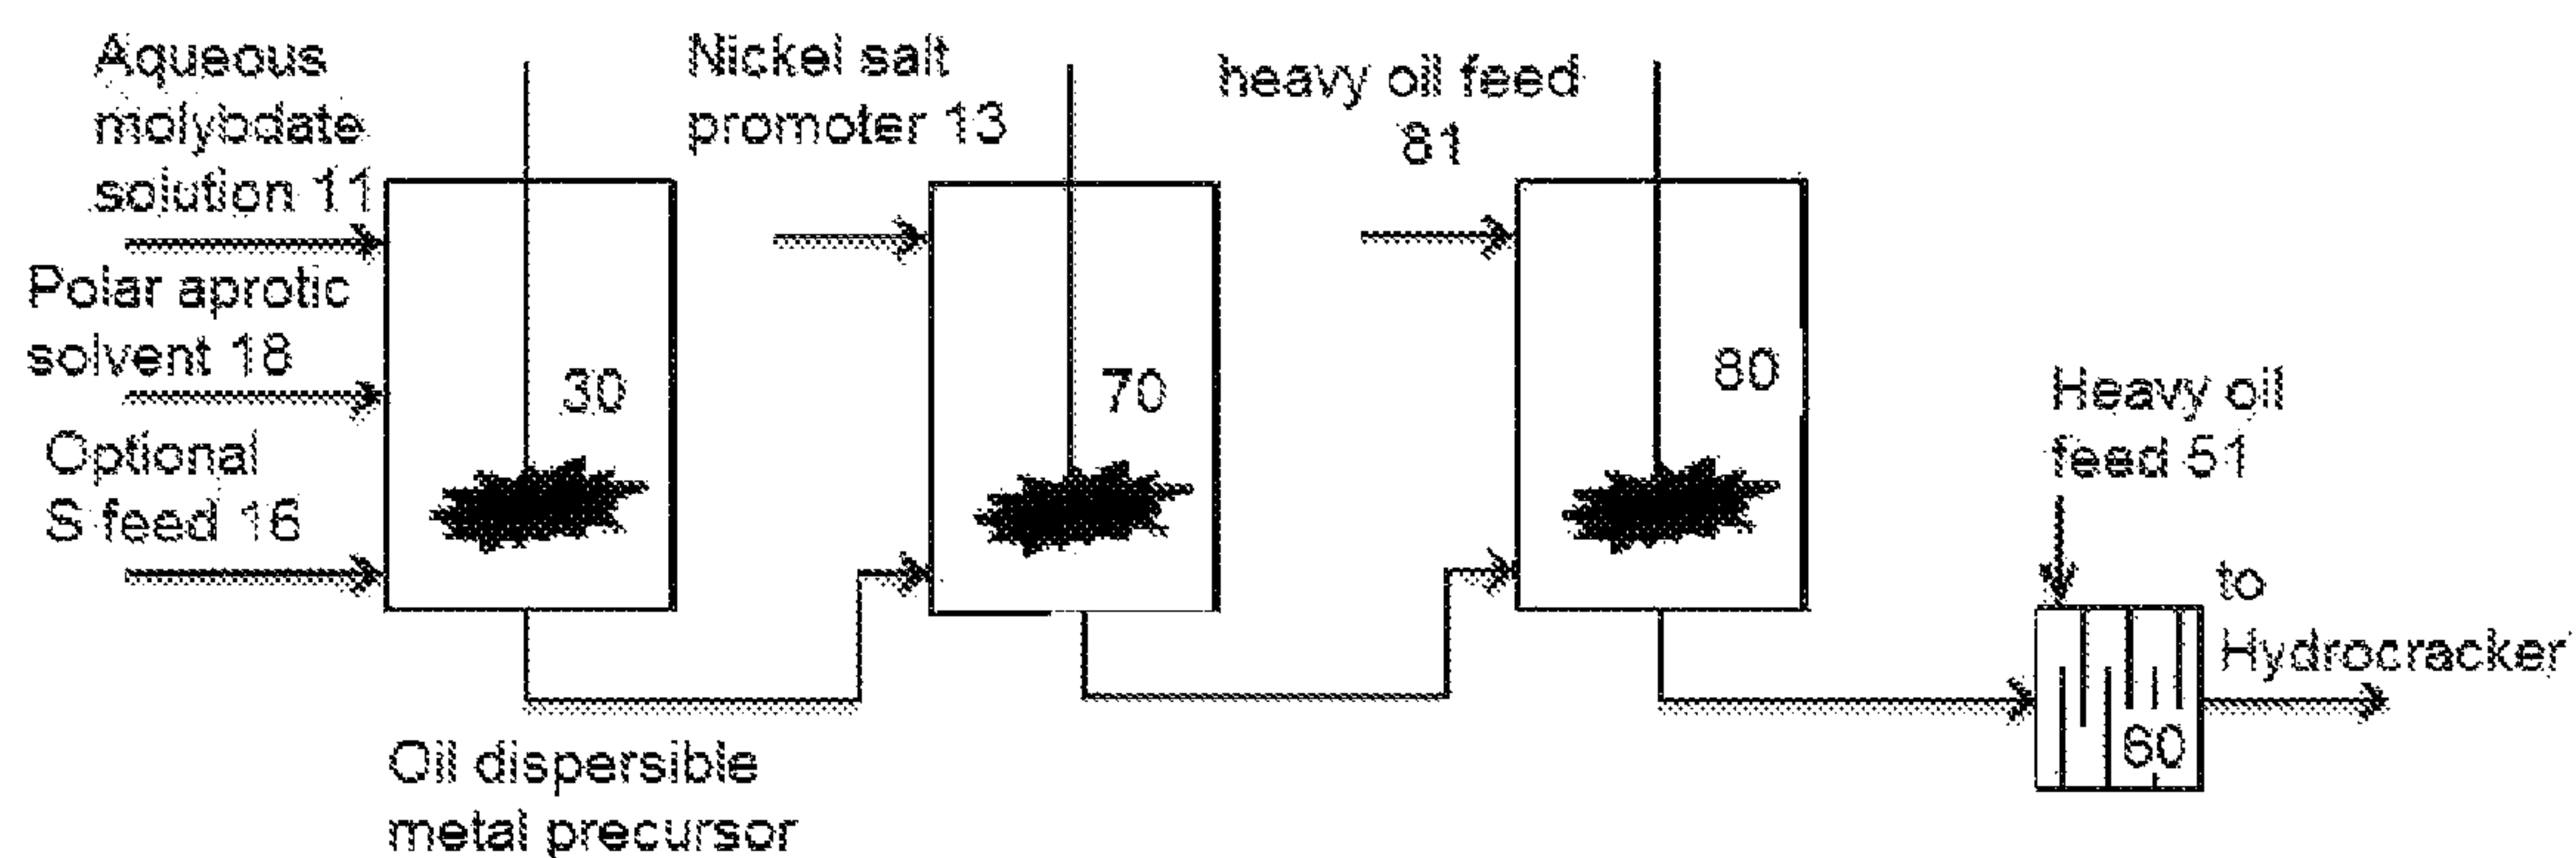 Aqueous
molybdate
solution 11
Polar aprotic
solvent 18
Optional
S feed 16
30
Oil dispersible
metal precursor
Nickel salt
promoter 13
70
heavy oil feed
81
80
Heavy oil
feed 51
60
to
Hydrocracker